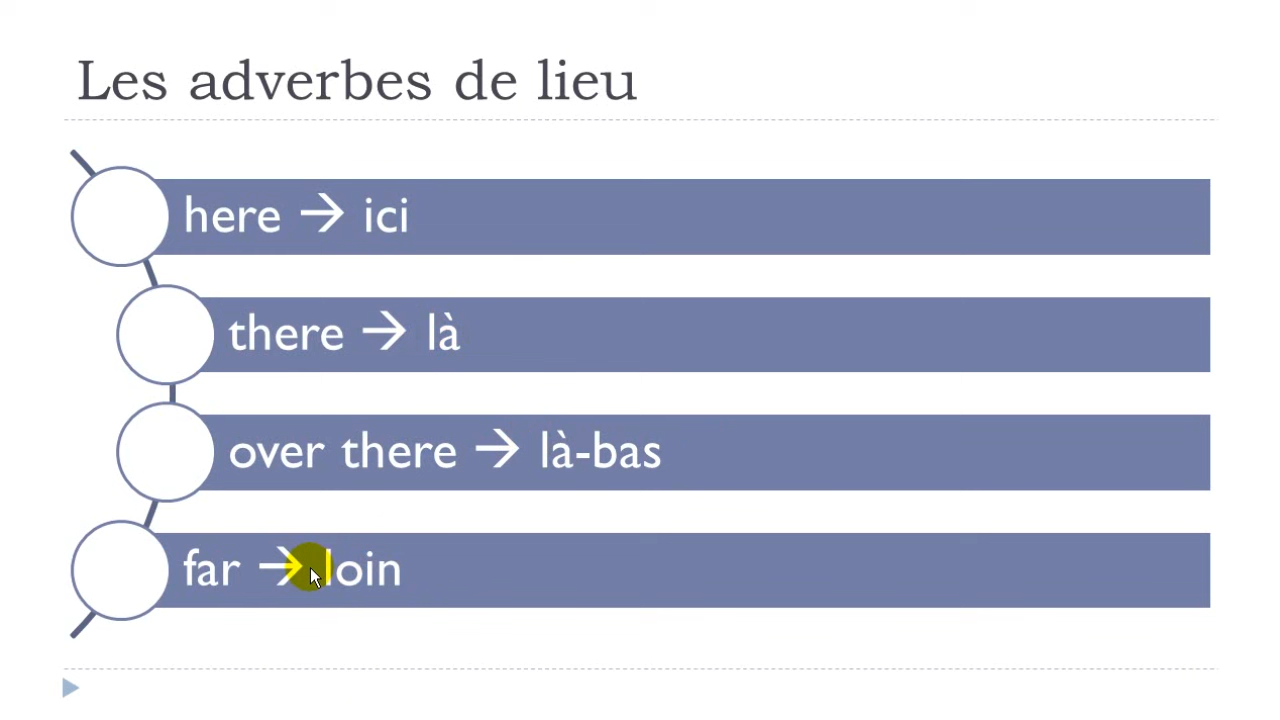 Les adverbes de lieu
here → ici
there → là
over there → là-bas
far → loin